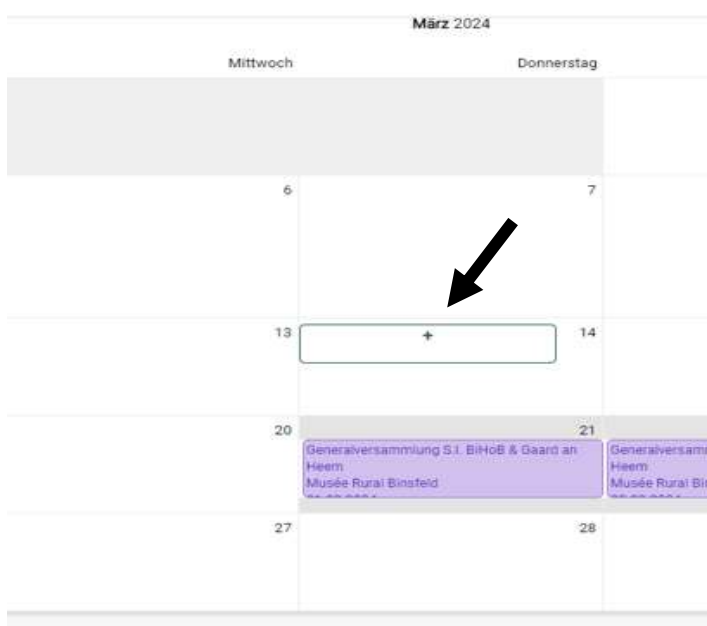 März 2024
Mittwoch
Donnerstag
6
7
13
+
14
20
21
Generalversammlung S.I. BiHoB & Gaard an
Heem
Musée Rural Binsfeld
Generalversam
Heem
Musée Rural Bi
27
28